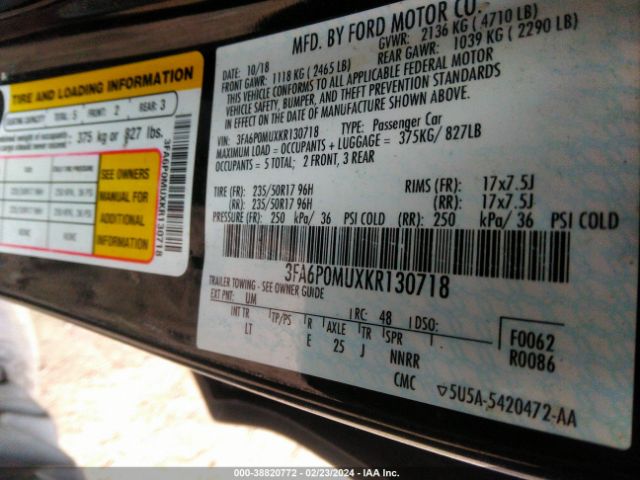 MFD. BY FORD MOTOR CO.
DATE: 10/18 GVWR: 2136 KG (4710 LB)
FRONT GAWR: 1118 KG (2465 LB) REAR GAWR: 1039 KG (2290 LB)
THIS VEHICLE CONFORMS TO ALL APPLICABLE FEDERAL MOTOR
VEHICLE SAFETY, BUMPER, AND THEFT PREVENTION STANDARDS
IN EFFECT ON THE DATE OF MANUFACTURE SHOWN ABOVE.
VIN: 3FA6P0MUXKR130718 TYPE: Passenger Car
MAXIMUM LOAD = OCCUPANTS + LUGGAGE = 375KG/ 827LB
OCCUPANTS = 5 TOTAL; 2 FRONT, 3 REAR
TIRE (FR): 235/50R17 96H RIMS (FR): 17x7.5J
(RR): 235/50R17 96H (RR): 17x7.5J
PRESSURE (FR): 250 kPa/ 36 PSI COLD (RR): 250 kPa/ 36 PSI COLD
3FA6P0MUXKR130718
TRAILER TOWING - SEE OWNER GUIDE
EXT PNT: UM RC: 48 DSO:
INT TR TP/PS R AXLE TR SPR
LT E 25 J NNRR
CMC
F0062
R0086
5U5A-5420472-AA
TIRE AND LOADING INFORMATION
SEATING CAPACITY TOTAL 5 FRONT: 2 REAR: 3
375 kg or 827 lbs.
SEE OWNERS
MANUAL FOR
ADDITIONAL
INFORMATION
3FA6P0MUXKR130718
000-38820772 - 02/23/2024 - IAA Inc.